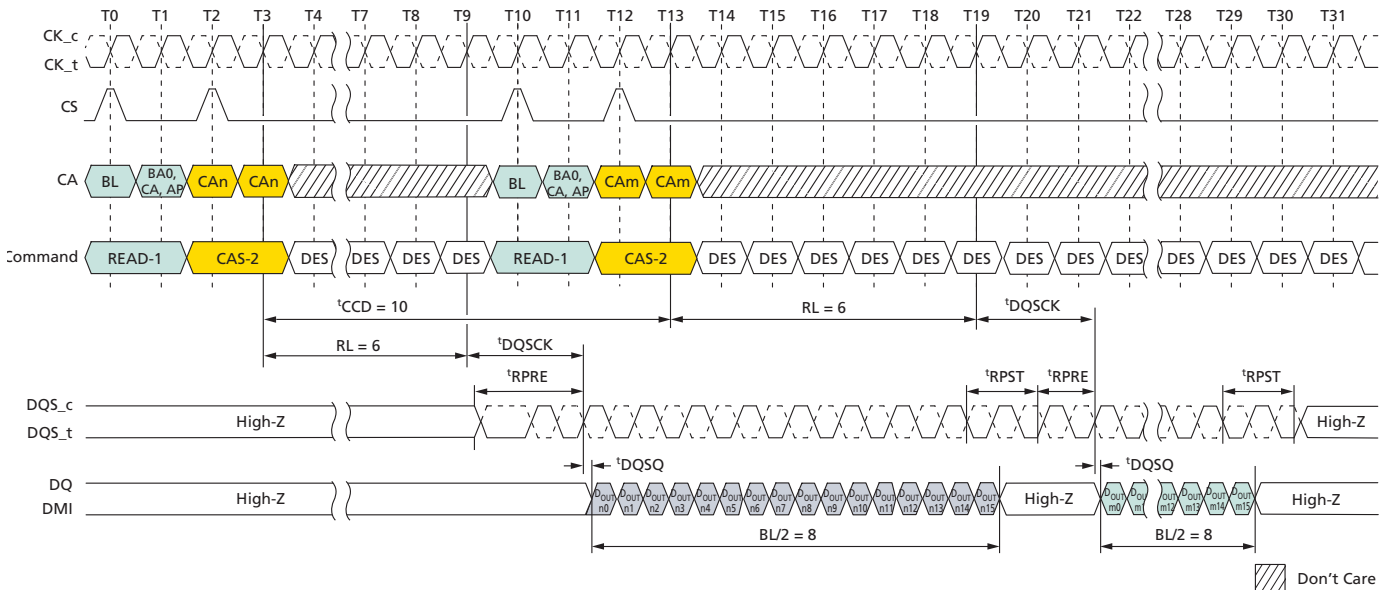 T0 T1 T2 T3 T4 T7 T8 T9 T10 T11 T12 T13 T14 T15 T16 T17 T18 T19 T20 T21 T22 T28 T29 T30 T31
CK_c
CK_t
CS
CA BL BA0, CA, AP CAn CAn BL BA0, CA, AP CAm CAm
Command READ-1 CAS-2 DES DES DES DES READ-1 CAS-2 DES DES DES DES DES DES DES DES DES DES DES DES DES
tCCD = 10 RL = 6 tDQSCK
RL = 6 tDQSCK
tRPRE tRPST tRPRE tRPST
DQS_c
DQS_t
High-Z High-Z
tDQSQ tDQSQ
DQ
DMI
High-Z DOUT n0 DOUT n1 DOUT n2 DOUT n3 DOUT n4 DOUT n5 DOUT n6 DOUT n7 DOUT n8 DOUT n9 DOUT n10 DOUT n11 DOUT n12 DOUT n13 DOUT n14 DOUT n15 High-Z DOUT m0 DOUT m12 DOUT m13 DOUT m14 DOUT m15 High-Z
BL/2 = 8 BL/2 = 8
Don't Care